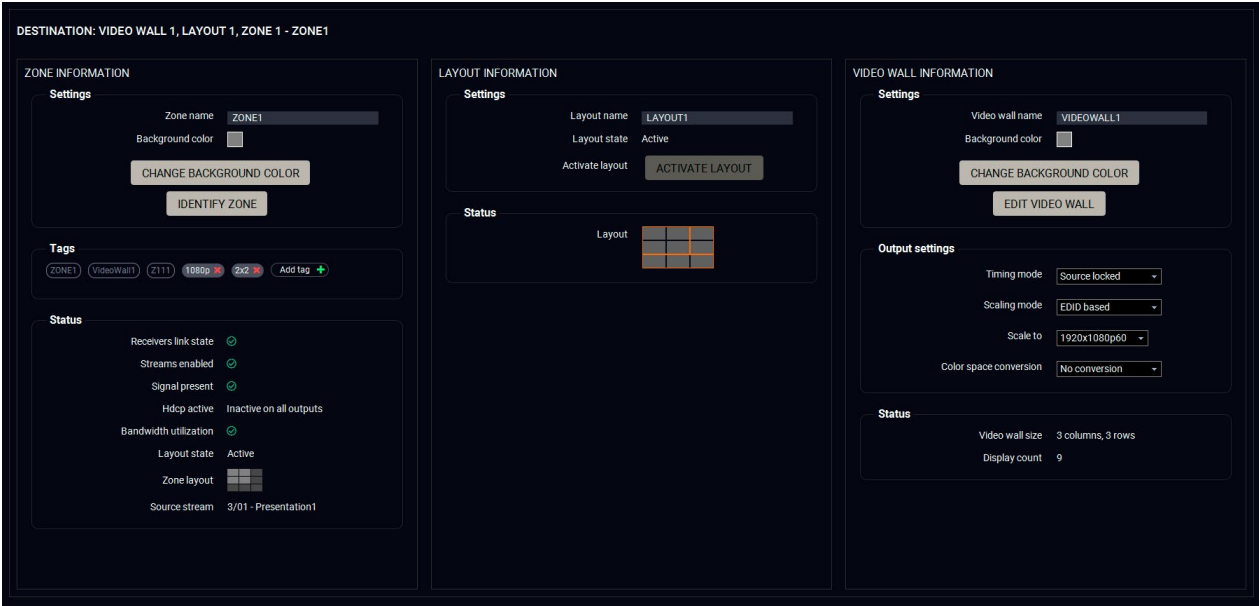 DESTINATION: VIDEO WALL 1, LAYOUT 1, ZONE 1 - ZONE1
ZONE INFORMATION
Settings
Zone name ZONE1
Background color
CHANGE BACKGROUND COLOR
IDENTIFY ZONE
Tags
ZONE1 VideoWall1 Z111 1080p 2x2 Add tag
Status
Receivers link state
Streams enabled
Signal present
Hdcp active Inactive on all outputs
Bandwidth utilization
Layout state Active
Zone layout
Source stream 3/01 - Presentation1
LAYOUT INFORMATION
Settings
Layout name LAYOUT1
Layout state Active
Activate layout ACTIVATE LAYOUT
Status
Layout
VIDEO WALL INFORMATION
Settings
Video wall name VIDEOWALL1
Background color
CHANGE BACKGROUND COLOR
EDIT VIDEO WALL
Output settings
Timing mode Source locked
Scaling mode EDID based
Scale to 1920x1080p60
Color space conversion No conversion
Status
Video wall size 3 columns, 3 rows
Display count 9